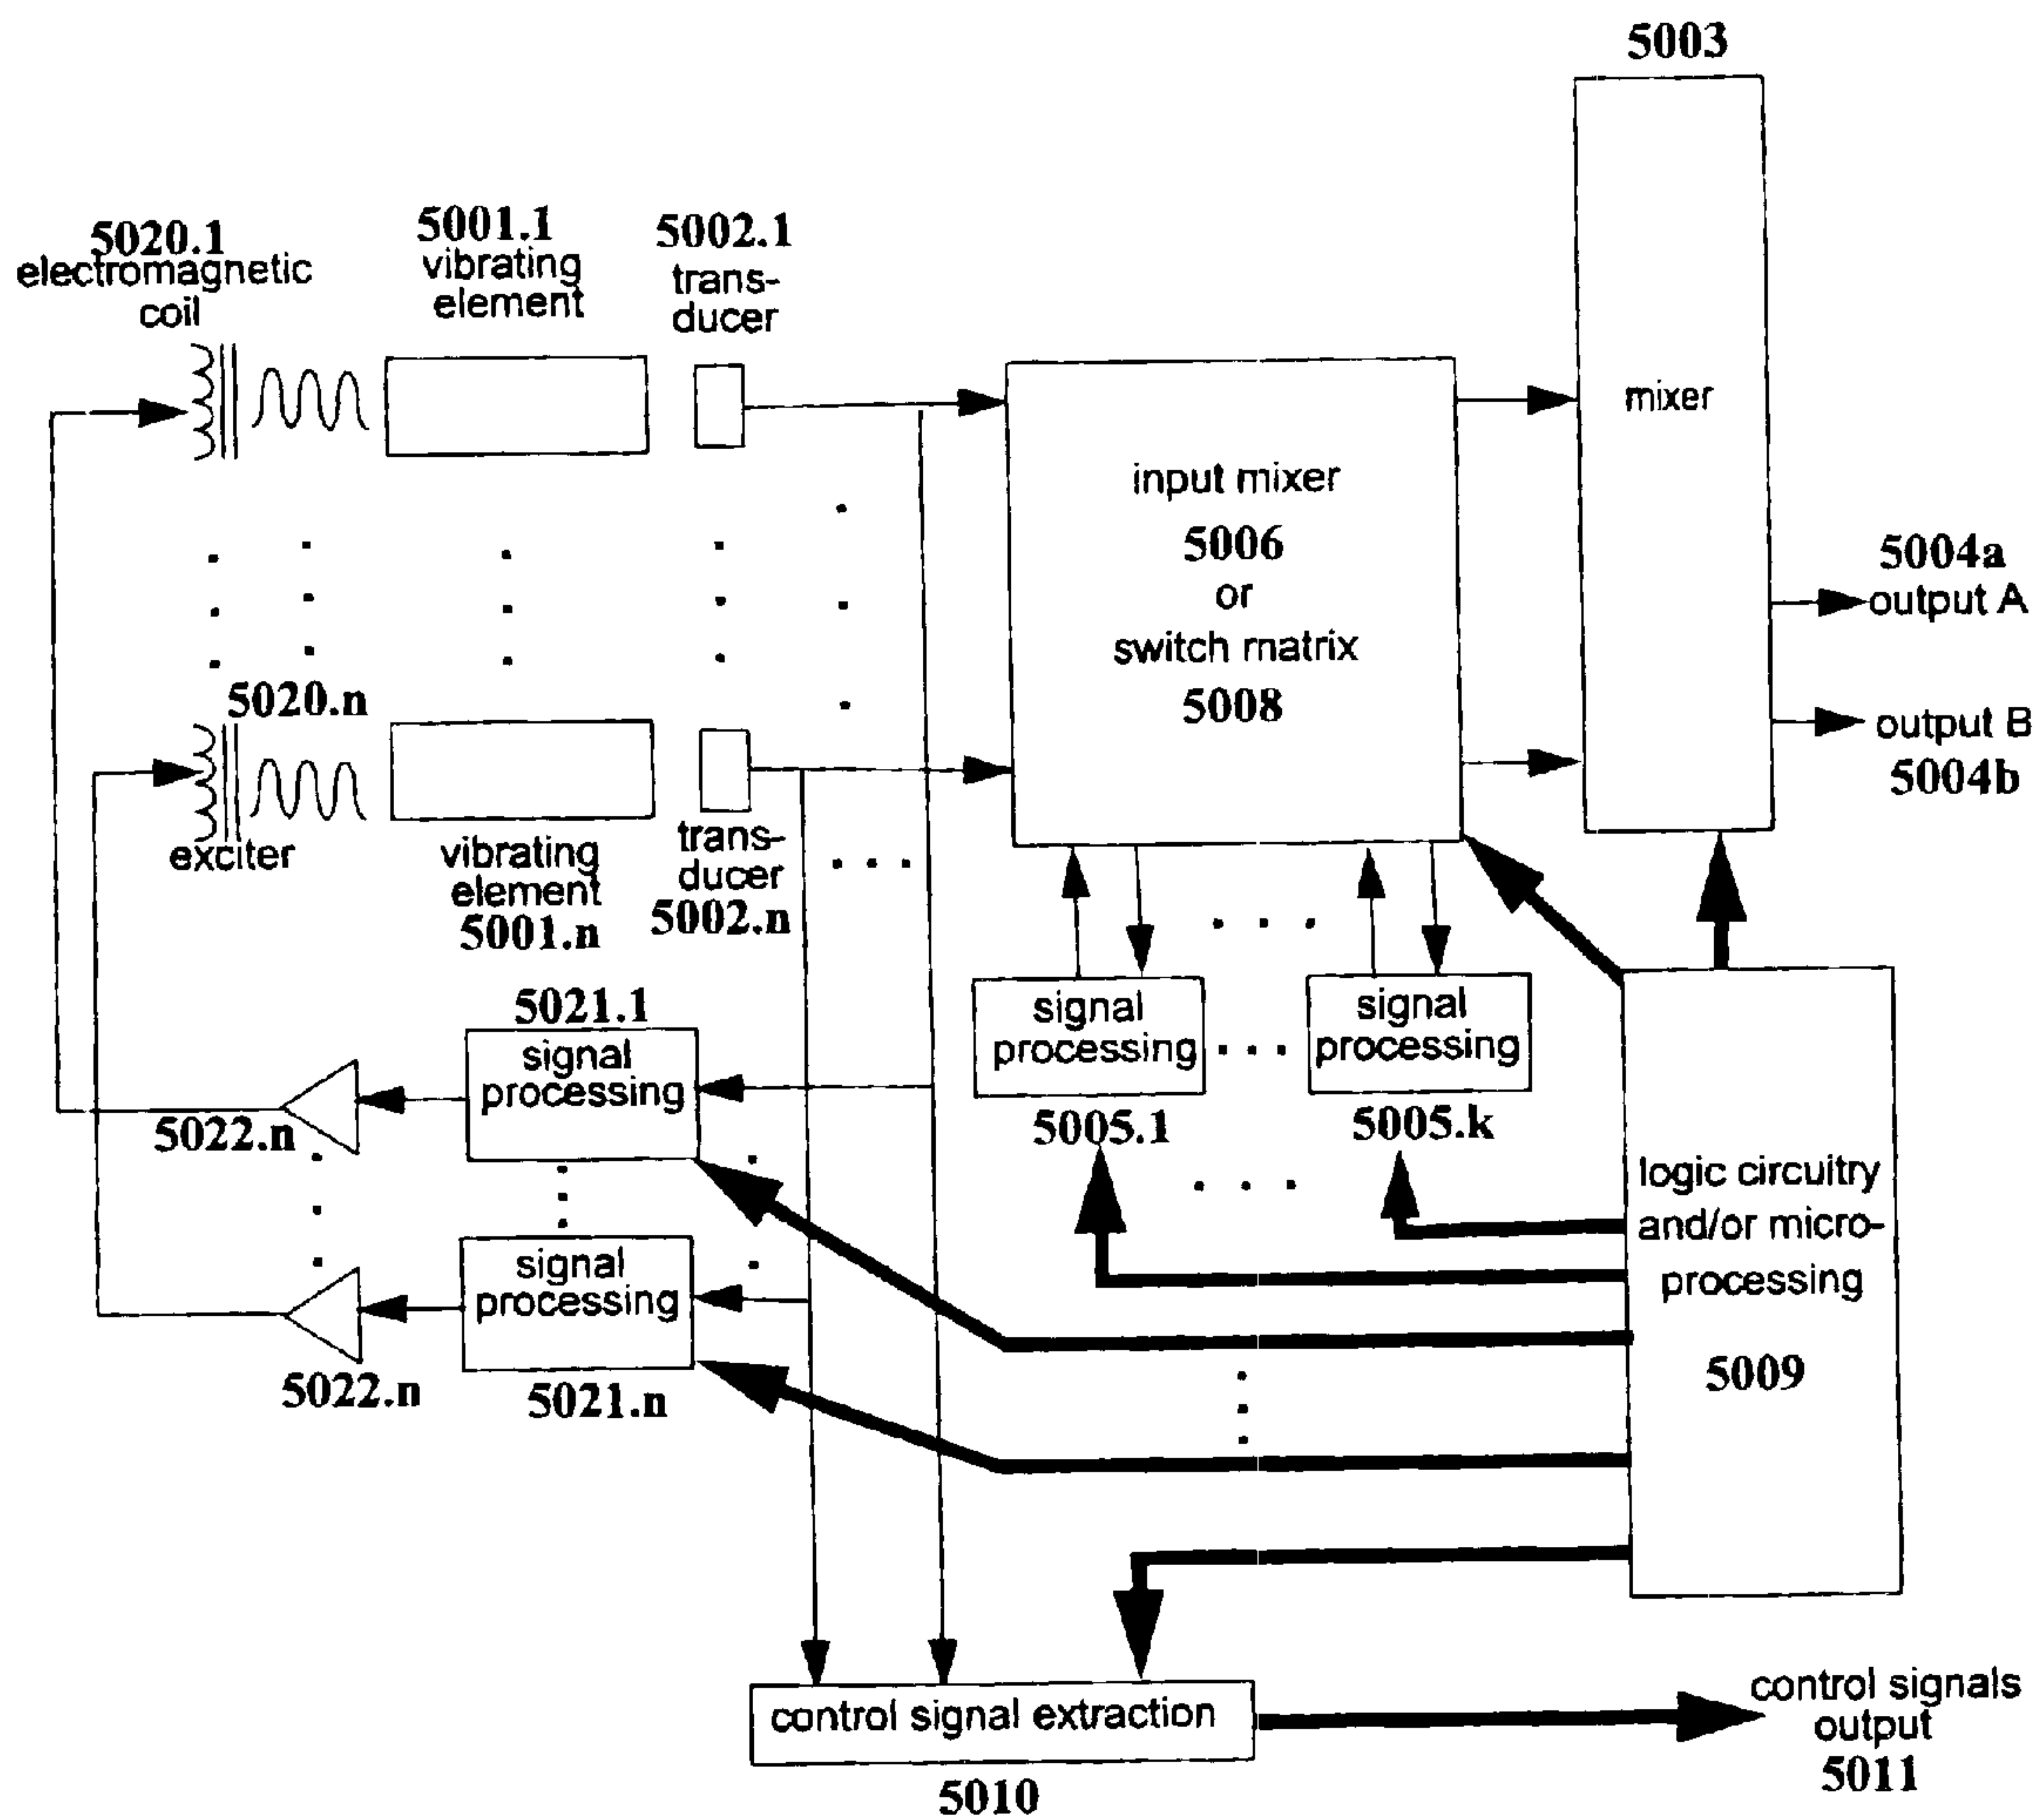 5003
5020.1
electromagnetic
coil
5001.1
vibrating
element
5002.1
trans-
ducer
mixer
input mixer
5006
or
switch matrix
5008
5004a
output A
output B
5004b
5020.n
exciter
vibrating
element
5001.n
trans-
ducer
5002.n
signal
processing
5005.1
signal
processing
5005.k
5021.1
signal
processing
5022.n
signal
processing
5022.n
5021.n
logic circuitry
and/or micro-
processing
5009
control signal extraction
5010
control signals
output
5011